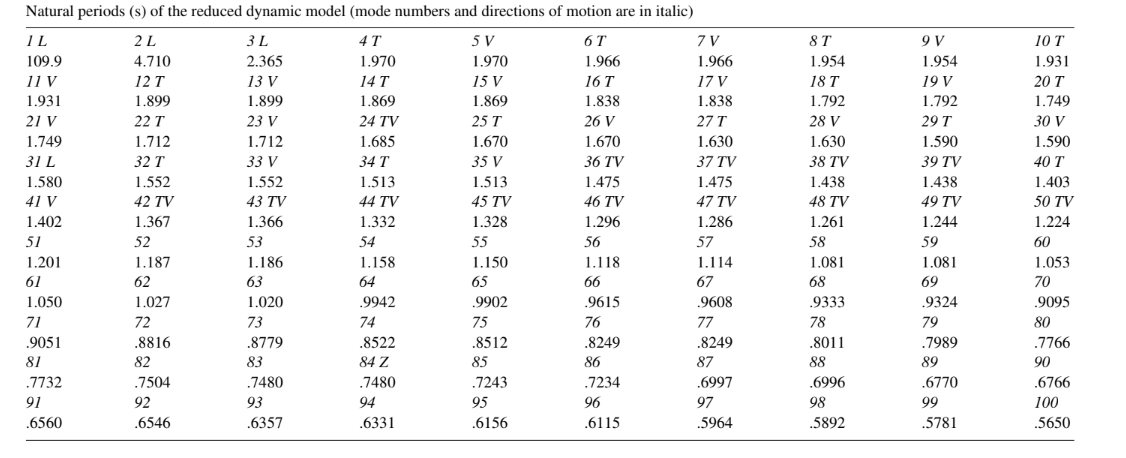 Natural periods (s) of the reduced dynamic model (mode numbers and directions of motion are in italic)
1 L 2 L 3 L 4 T 5 V 6 T 7 V 8 T 9 V 10 T
109.9 4.710 2.365 1.970 1.970 1.966 1.966 1.954 1.954 1.931
11 V 12 T 13 V 14 T 15 V 16 T 17 V 18 T 19 V 20 T
1.931 1.899 1.899 1.869 1.869 1.838 1.838 1.792 1.792 1.749
21 V 22 T 23 V 24 TV 25 T 26 V 27 T 28 V 29 T 30 V
1.749 1.712 1.712 1.685 1.670 1.670 1.630 1.630 1.590 1.590
31 L 32 T 33 V 34 T 35 V 36 TV 37 TV 38 TV 39 TV 40 T
1.580 1.552 1.552 1.513 1.513 1.475 1.475 1.438 1.438 1.403
41 V 42 TV 43 TV 44 TV 45 TV 46 TV 47 TV 48 TV 49 TV 50 TV
1.402 1.367 1.366 1.332 1.328 1.296 1.286 1.261 1.244 1.224
51 52 53 54 55 56 57 58 59 60
1.201 1.187 1.186 1.158 1.150 1.118 1.114 1.081 1.081 1.053
61 62 63 64 65 66 67 68 69 70
1.050 1.027 1.020 .9942 .9902 .9615 .9608 .9333 .9324 .9095
71 72 73 74 75 76 77 78 79 80
.9051 .8816 .8779 .8522 .8512 .8249 .8249 .8011 .7989 .7766
81 82 83 84 Z 85 86 87 88 89 90
.7732 .7504 .7480 .7480 .7243 .7234 .6997 .6996 .6770 .6766
91 92 93 94 95 96 97 98 99 100
.6560 .6546 .6357 .6331 .6156 .6115 .5964 .5892 .5781 .5650